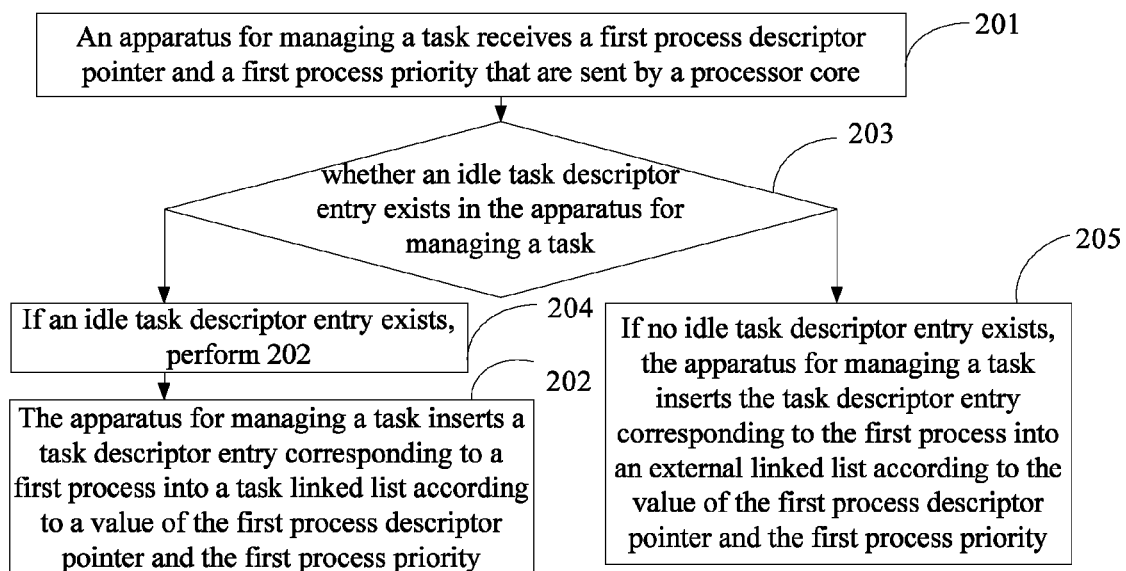 An apparatus for managing a task receives a first process descriptor
pointer and a first process priority that are sent by a processor core
201
203
whether an idle task descriptor
entry exists in the apparatus for
managing a task
204
If an idle task descriptor entry exists,
perform 202
202
The apparatus for managing a task inserts a
task descriptor entry corresponding to a
first process into a task linked list according
to a value of the first process descriptor
pointer and the first process priority
205
If no idle task descriptor entry exists,
the apparatus for managing a task
inserts the task descriptor entry
corresponding to the first process into
an external linked list according to the
value of the first process descriptor
pointer and the first process priority